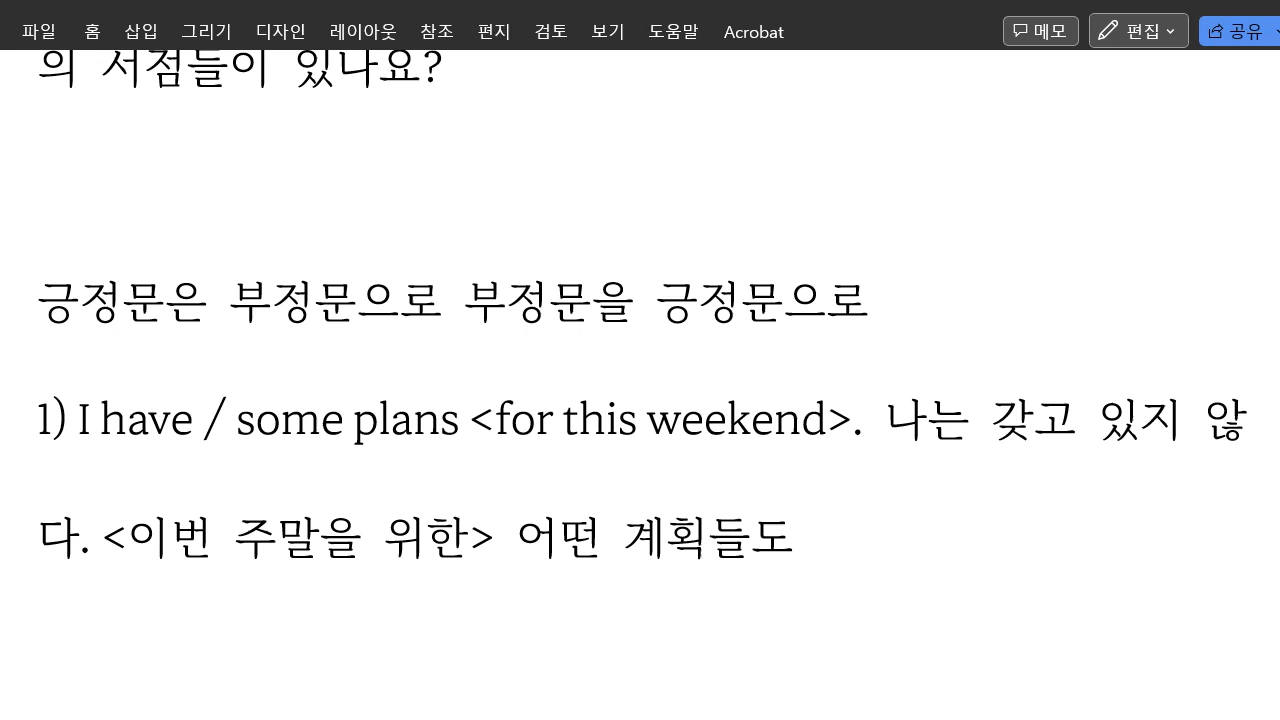 파일 홈 삽입 그리기 디자인 레이아웃 참조 편지 검토 보기 도움말 Acrobat 메모 편집 공유
의 서점들이 있나요?
긍정문은 부정문으로 부정문을 긍정문으로
1) I have / some plans <for this weekend>. 나는 갖고 있지 않
다. <이번 주말을 위한> 어떤 계획들도